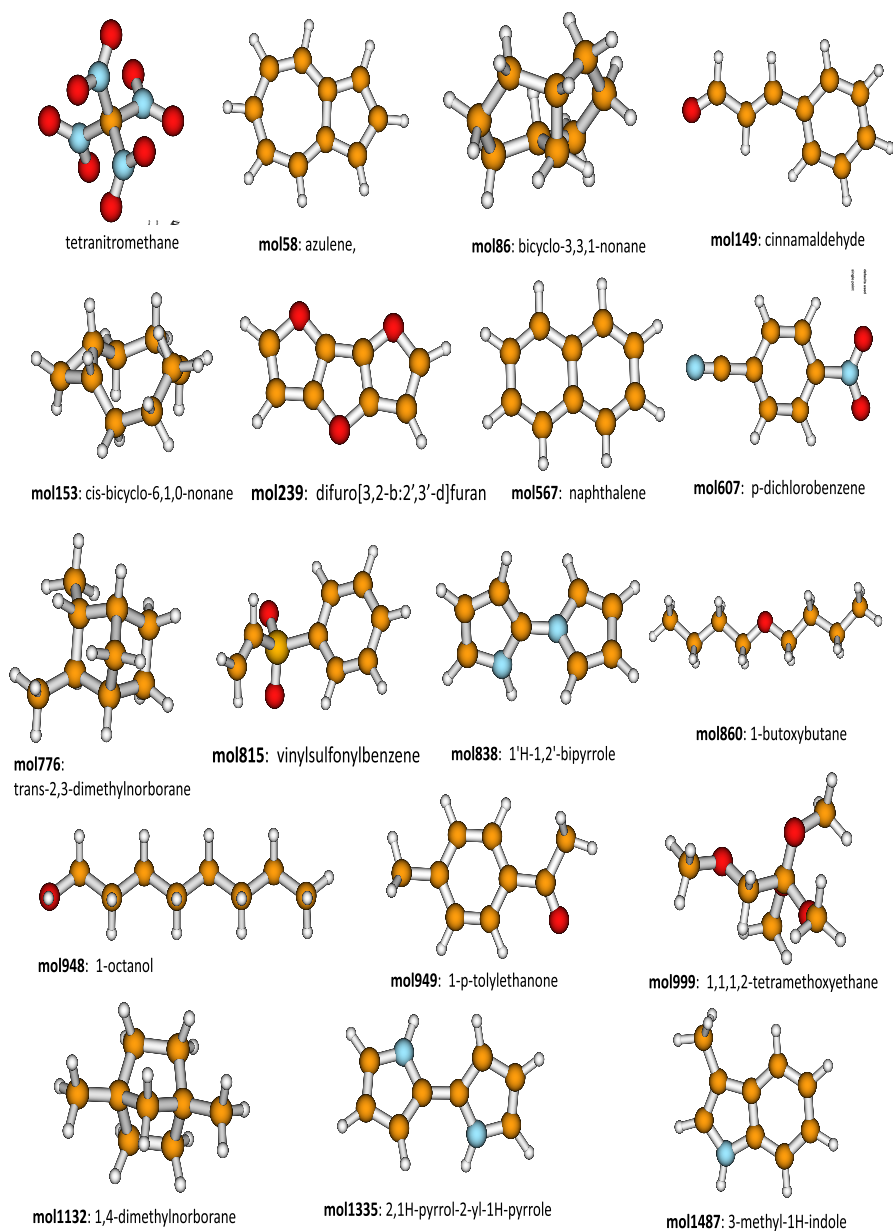 tetranitromethane
mol58: azulene,
mol86: bicyclo-3,3,1-nonane
mol149: cinnamaldehyde
mol153: cis-bicyclo-6,1,0-nonane
mol239: difuro[3,2-b:2',3'-d]furan
mol567: naphthalene
mol607: p-dichlorobenzene
mol776:
trans-2,3-dimethylnorborane
mol815: vinylsulfonylbenzene
mol838: 1'H-1,2'-bipyrrole
mol860: 1-butoxybutane
mol948: 1-octanol
mol949: 1-p-tolylethanone
mol999: 1,1,1,2-tetramethoxyethane
mol1132: 1,4-dimethylnorborane
mol1335: 2,1H-pyrrol-2-yl-1H-pyrrole
mol1487: 3-methyl-1H-indole